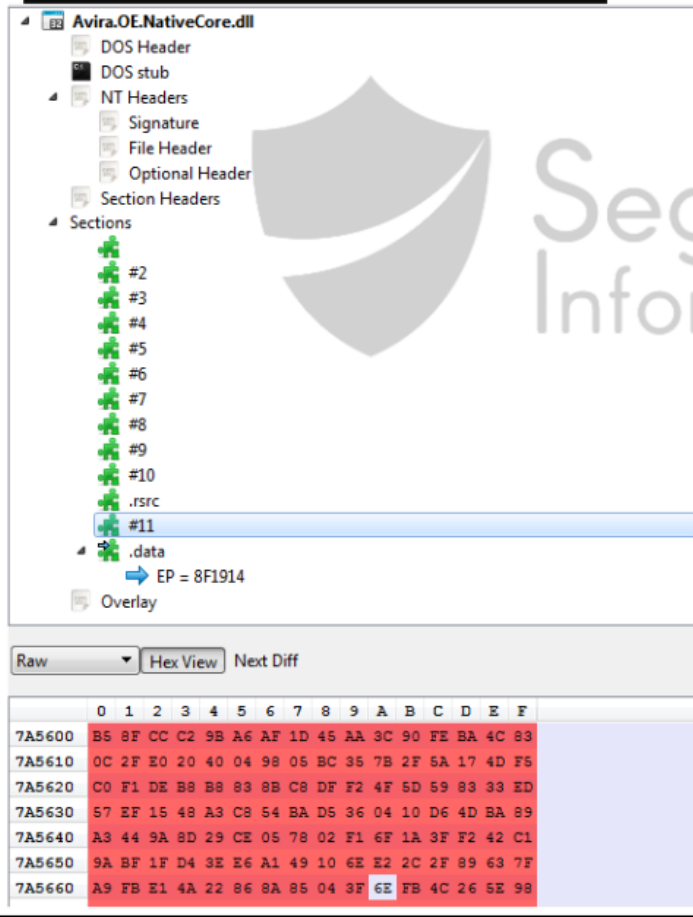 Avira.OE.NativeCore.dll
DOS Header
DOS stub
NT Headers
Signature
File Header
Optional Header
Section Headers
Sections
#2
#3
#4
#5
#6
#7
#8
#9
#10
.rsrc
#11
.data
EP = 8F1914
Overlay
Seg
Infor
Raw Hex View Next Diff
0 1 2 3 4 5 6 7 8 9 A B C D E F
7A5600 B5 8F CC C2 9B A6 AF 1D 45 AA 3C 90 FE BA 4C 83
7A5610 0C 2F E0 20 40 04 98 05 BC 35 7B 2F 5A 17 4D F5
7A5620 C0 F1 DE B8 B8 83 8B C8 DF F2 4F 5D 59 83 33 ED
7A5630 57 EF 15 48 A3 C8 54 BA D5 36 04 10 D6 4D BA 89
7A5640 A3 44 9A 8D 29 CE 05 78 02 F1 6F 1A 3F F2 42 C1
7A5650 9A BF 1F D4 3E E6 A1 49 10 6E E2 2C 2F 89 63 7F
7A5660 A9 FB E1 4A 22 86 8A 85 04 3F 6E FB 4C 26 5E 98